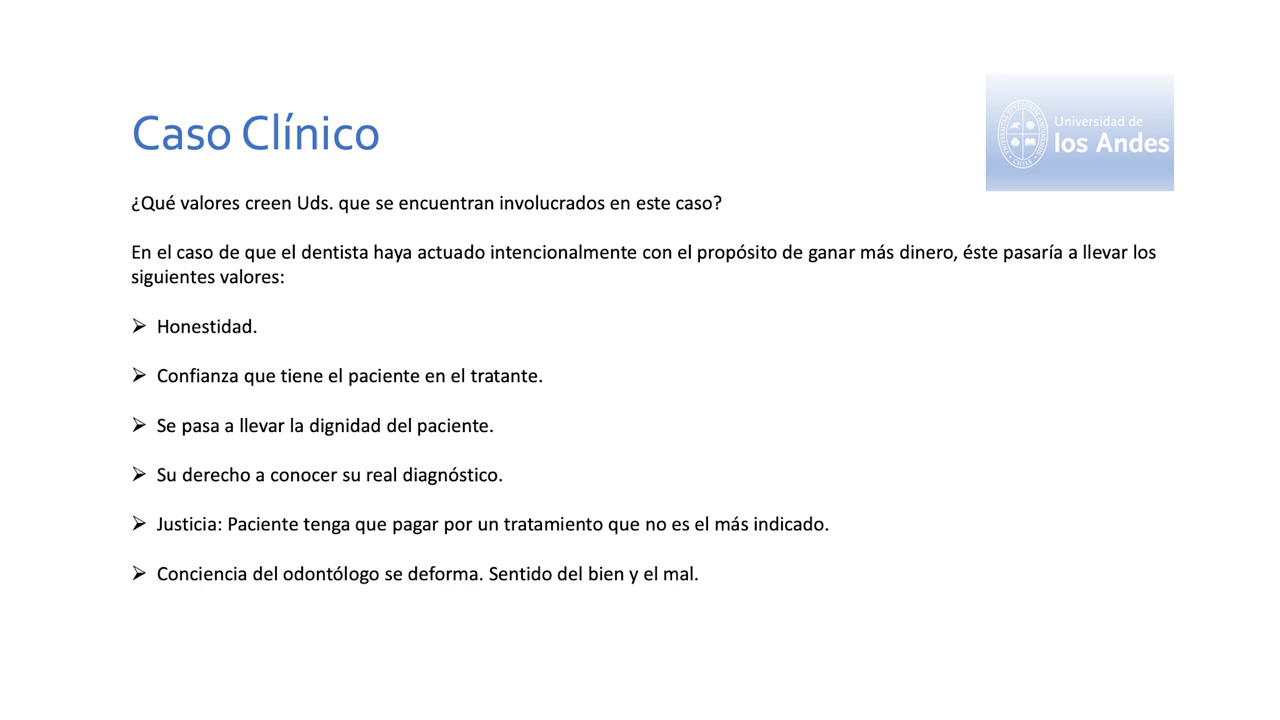 Caso Clínico
Universidad de
los Andes
¿Qué valores creen Uds. que se encuentran involucrados en este caso?
En el caso de que el dentista haya actuado intencionalmente con el propósito de ganar más dinero, éste pasaría a llevar los
siguientes valores:
➢ Honestidad.
➢ Confianza que tiene el paciente en el tratante.
➢ Se pasa a llevar la dignidad del paciente.
➢ Su derecho a conocer su real diagnóstico.
➢ Justicia: Paciente tenga que pagar por un tratamiento que no es el más indicado.
➢ Conciencia del odontólogo se deforma. Sentido del bien y el mal.